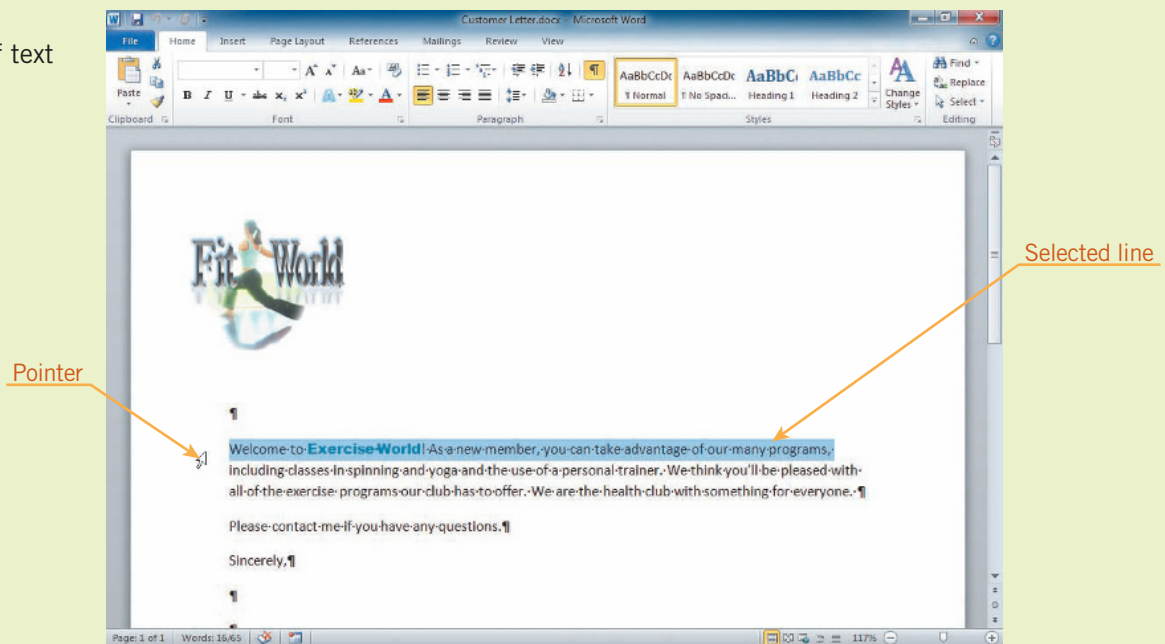 f text
Customer Letter.docx - Microsoft Word
File Home Insert Page Layout References Mailings Review View
Paste
B I U abc x₂ x² A ab A
A A Aa
AaBbCcDc AaBbCcDc AaBbC AaBbCc A
¶ Normal ¶ No Spaci... Heading 1 Heading 2
Change Styles
Find
Replace
Select
Clipboard Font Paragraph Styles Editing
Fit World
Selected line
Pointer
¶
Welcome·to·Exercise·World!·As·a·new·member,·you·can·take·advantage·of·our·many·programs,·
including·classes·in·spinning·and·yoga·and·the·use·of·a·personal·trainer.·We·think·you'll·be·pleased·with·
all·of·the·exercise·programs·our·club·has·to·offer.·We·are·the·health·club·with·something·for·everyone.·¶
Please·contact·me·if·you·have·any·questions.¶
Sincerely,¶
¶
Page: 1 of 1 Words: 16/65 117%